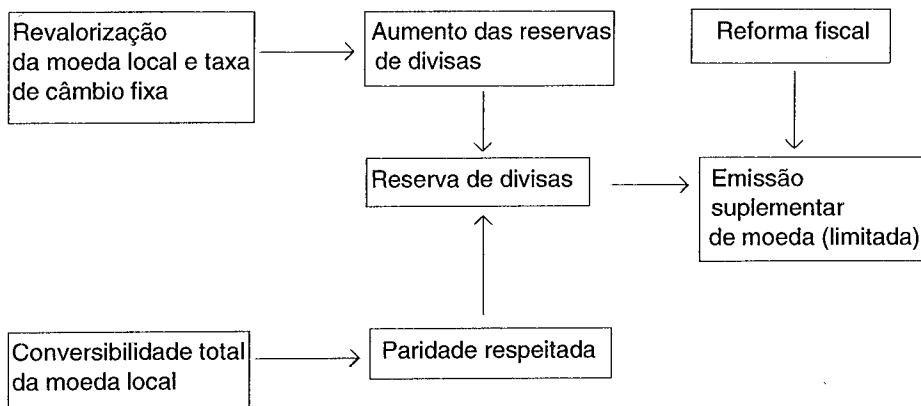 Revalorização
da moeda local e taxa
de câmbio fixa
Aumento das reservas
de divisas
Reforma fiscal
Reserva de divisas
Emissão
suplementar
de moeda (limitada)
Conversibilidade total
da moeda local
Paridade respeitada